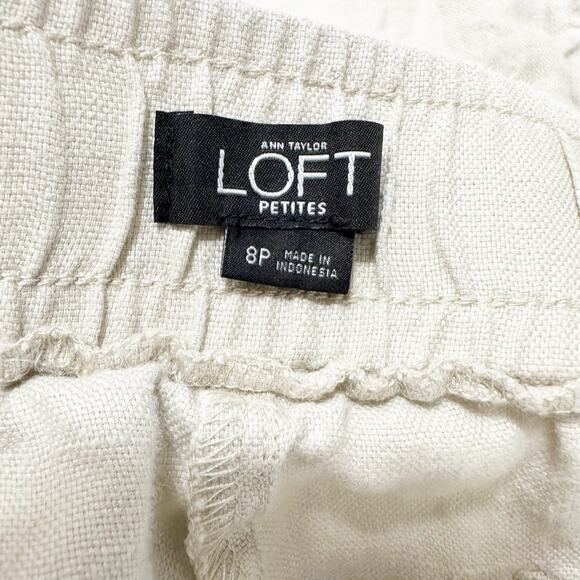 ANN TAYLOR
LOFT
PETITES
8P MADE IN
INDONESIA